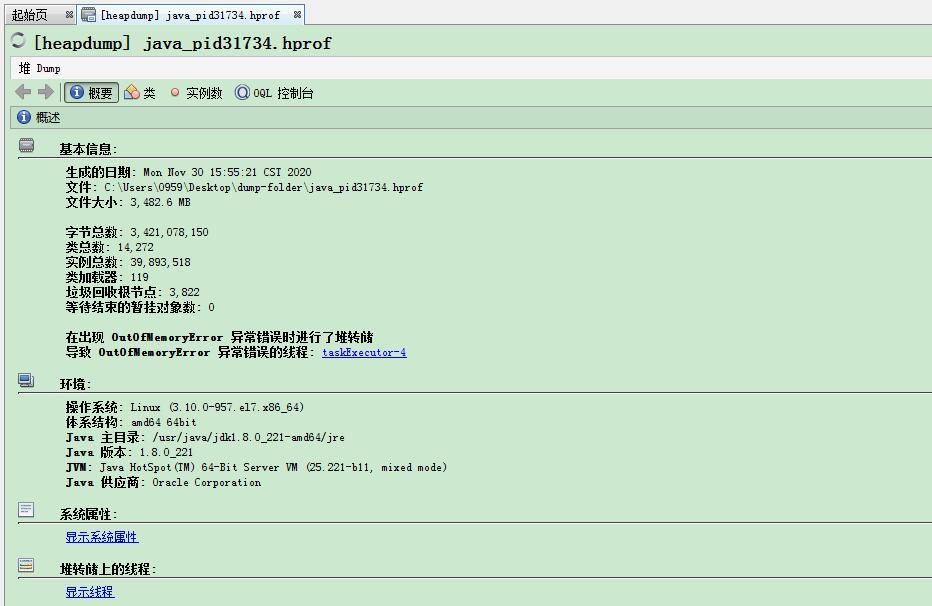 起始页
[heapdump] java_pid31734.hprof
[heapdump] java_pid31734.hprof
堆 Dump
概要 类 实例数 OQL 控制台
概述
基本信息:
生成的日期: Mon Nov 30 15:55:21 CST 2020
文件: C:\Users\0959\Desktop\dump-folder\java_pid31734.hprof
文件大小: 3,482.6 MB
字节总数: 3,421,078,150
类总数: 14,272
实例总数: 39,893,518
类加载器: 119
垃圾回收根节点: 3,822
等待结束的暂挂对象数: 0
在出现 OutOfMemoryError 异常错误时进行了堆转储
导致 OutOfMemoryError 异常错误的线程: taskExecutor-4
环境:
操作系统: Linux (3.10.0-957.el7.x86_64)
体系结构: amd64 64bit
Java 主目录: /usr/java/jdk1.8.0_221-amd64/jre
Java 版本: 1.8.0_221
JVM: Java HotSpot(TM) 64-Bit Server VM (25.221-b11, mixed mode)
Java 供应商: Oracle Corporation
系统属性:
显示系统属性
堆转储上的线程:
显示线程